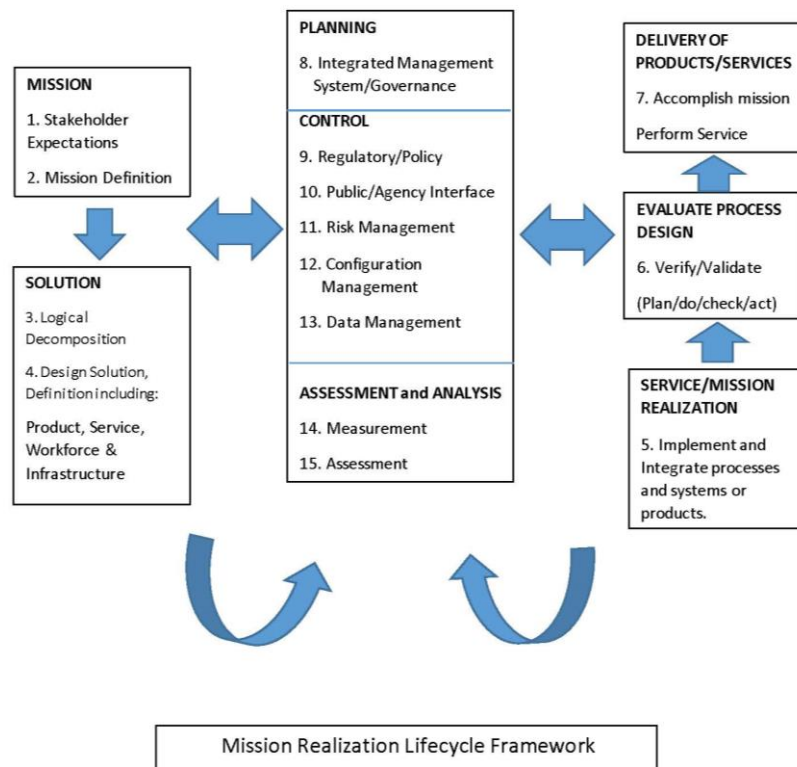 MISSION
1. Stakeholder
Expectations
2. Mission Definition
SOLUTION
3. Logical
Decomposition
4. Design Solution,
Definition including:
Product, Service,
Workforce &
Infrastructure
PLANNING
8. Integrated Management
System/Governance
CONTROL
9. Regulatory/Policy
10. Public/Agency Interface
11. Risk Management
12. Configuration
Management
13. Data Management
ASSESSMENT and ANALYSIS
14. Measurement
15. Assessment
DELIVERY OF
PRODUCTS/SERVICES
7. Accomplish mission
Perform Service
EVALUATE PROCESS
DESIGN
6. Verify/Validate
(Plan/do/check/act)
SERVICE/MISSION
REALIZATION
5. Implement and
Integrate processes
and systems or
products.
Mission Realization Lifecycle Framework